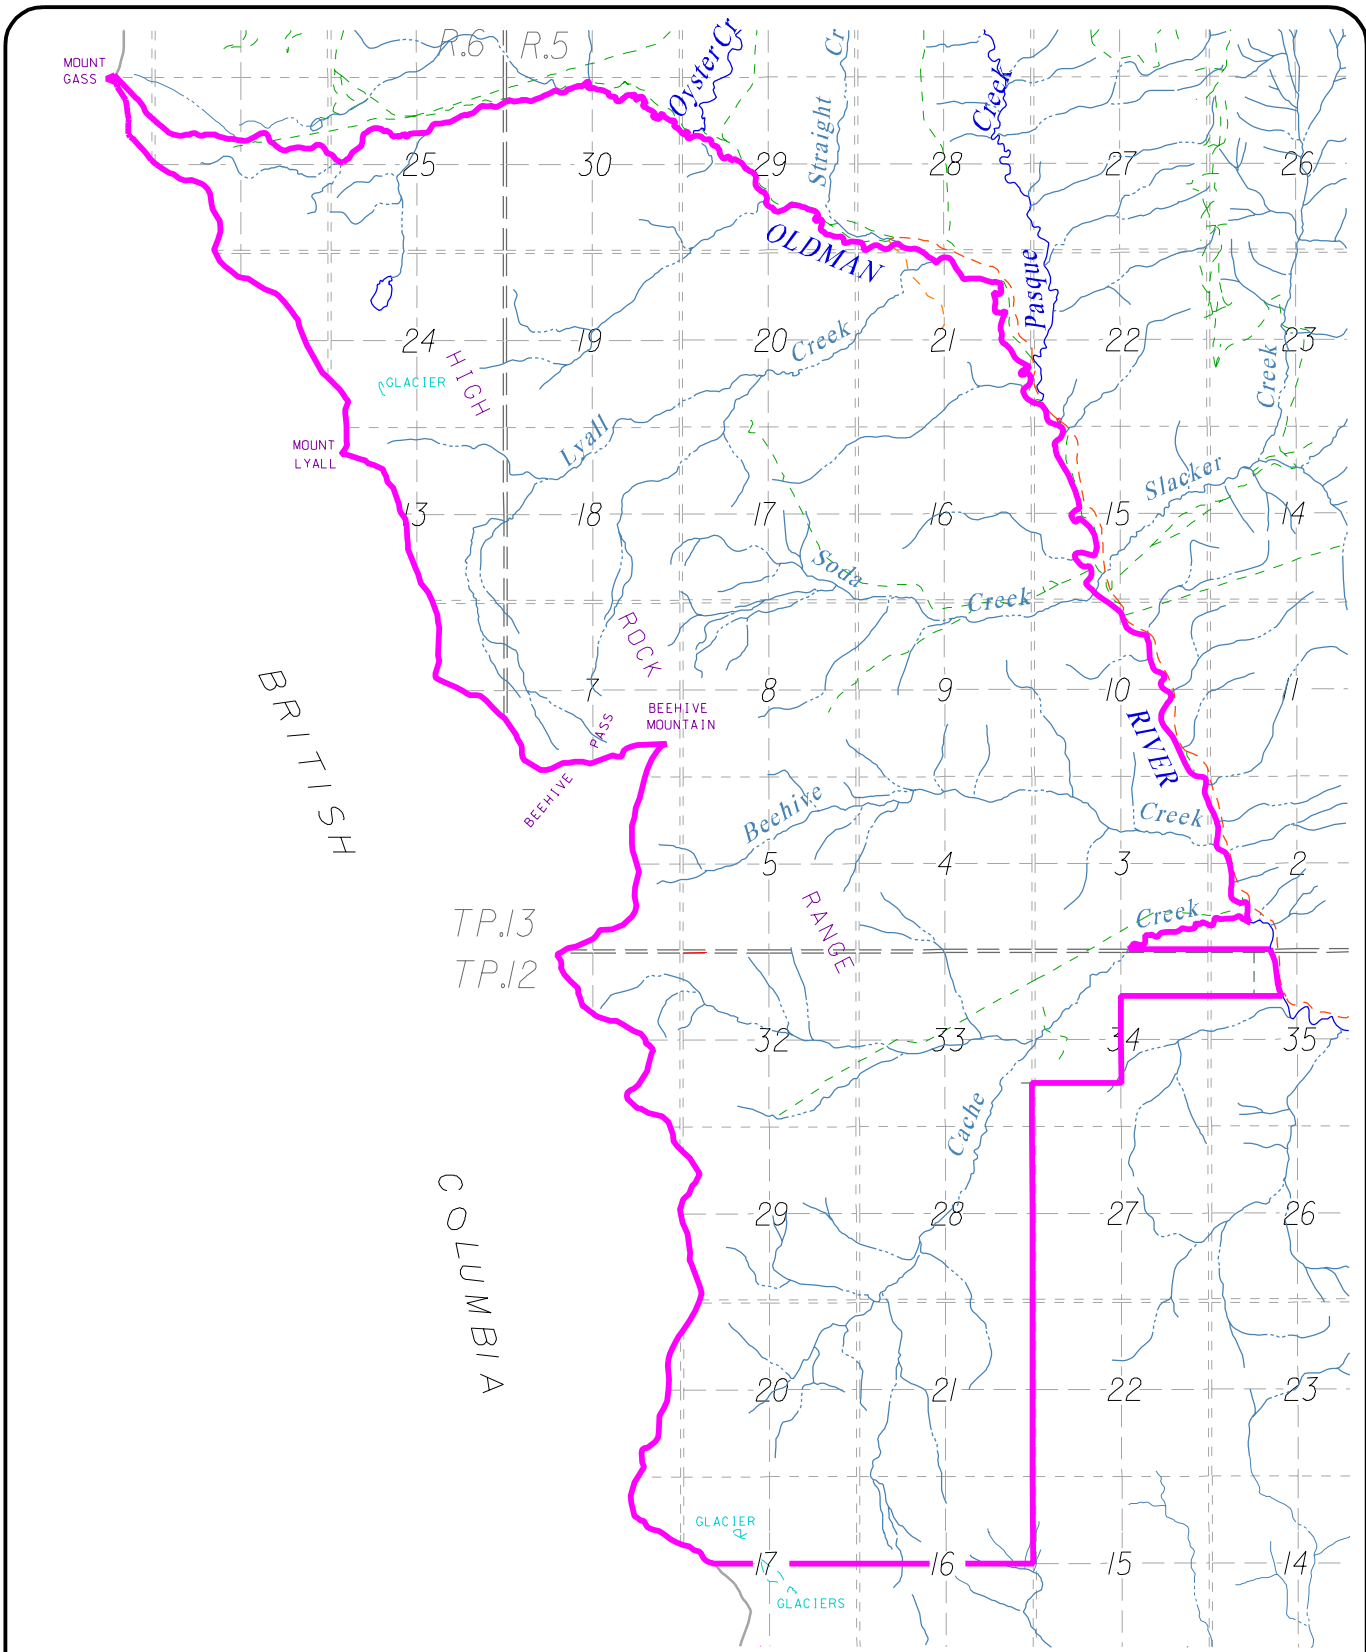 R.6
R.5
Oyster Cr
Straight Cr
Creek
MOUNT
GASS
25
30
29
28
27
26
OLDMAN
Pasque
24
19
20
21
22
23
HIGH
GLACIER
Creek
Creek
Lyall
MOUNT
LYALL
Slacker
13
18
17
16
15
14
Soda
Creek
ROCK
BRITISH
7
8
9
10
11
PASS
BEEHIVE
MOUNTAIN
RIVER
BEEHIVE
Beehive
Creek
5
4
3
2
RANGE
Creek
TP.13
TP.12
32
33
34
35
Cache
COLUMBIA
29
28
27
26
20
21
22
23
GLACIER
17
16
15
14
GLACIERS